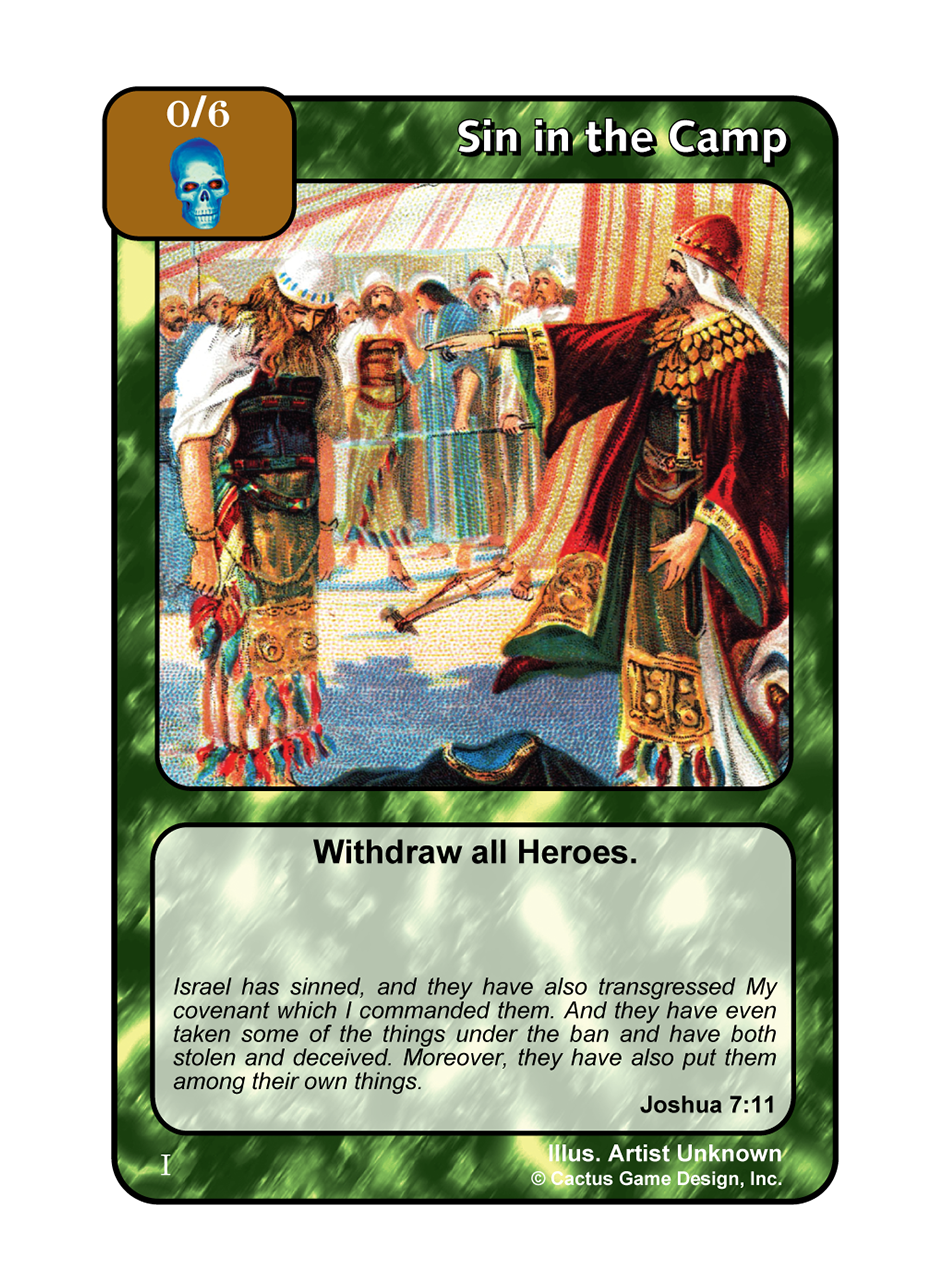 0/6
Sin in the Camp
Withdraw all Heroes.
Israel has sinned, and they have also transgressed My
covenant which I commanded them. And they have even
taken some of the things under the ban and have both
stolen and deceived. Moreover, they have also put them
among their own things.
Joshua 7:11
I
Illus. Artist Unknown
© Cactus Game Design, Inc.